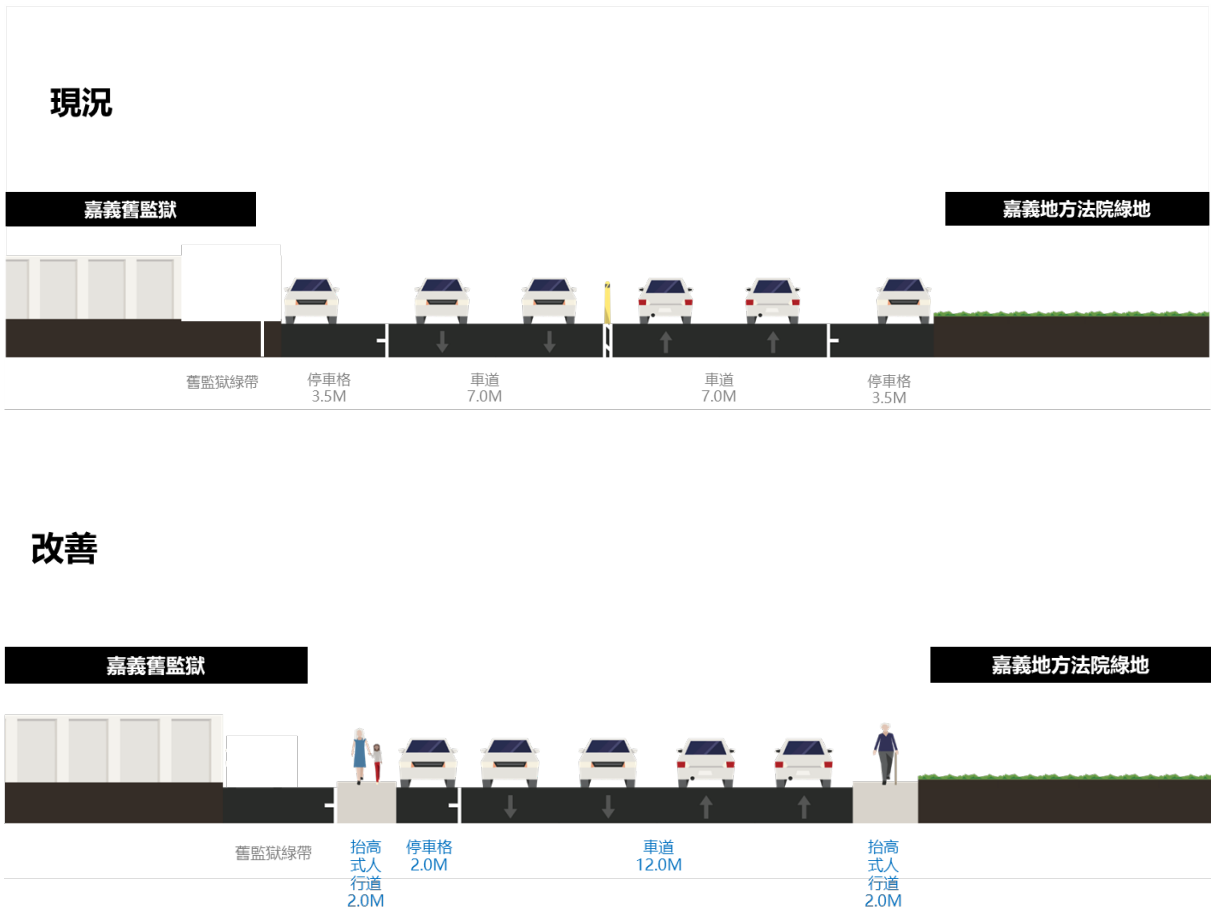 現況
嘉義舊監獄
嘉義地方法院綠地
舊監獄綠帶
停車格
3.5M
車道
7.0M
車道
7.0M
停車格
3.5M
改善
嘉義舊監獄
嘉義地方法院綠地
舊監獄綠帶
抬高
式人
行道
2.0M
停車格
2.0M
車道
12.0M
抬高
式人
行道
2.0M